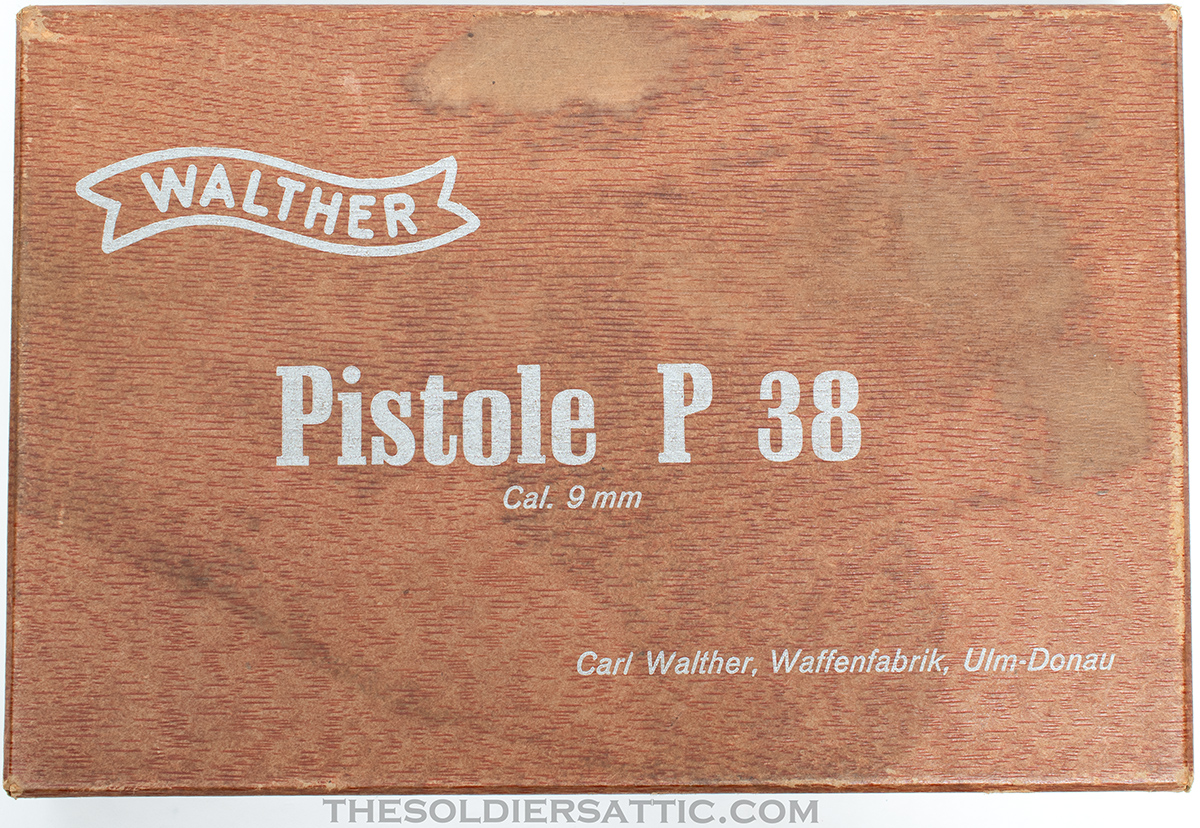 WALTHER
Pistole P 38
Cal. 9 mm
Carl Walther, Waffenfabrik, Ulm-Donau
THESOLDIERSATTIC.COM